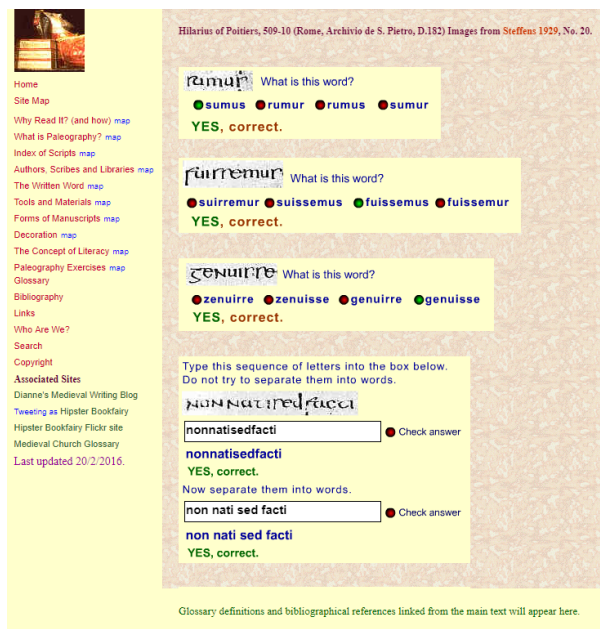 Home
Site Map
Why Read It? (and how) map
What is Paleography? map
Index of Scripts map
Authors, Scribes and Libraries map
The Written Word map
Tools and Materials map
Forms of Manuscripts map
Decoration map
The Concept of Literacy map
Paleography Exercises map
Glossary
Bibliography
Links
Who Are We?
Search
Copyright
Associated Sites
Dianne's Medieval Writing Blog
Tweeting as Hipster Bookfairy
Hipster Bookfairy Flickr site
Medieval Church Glossary
Last updated 20/2/2016.
Hilarius of Poitiers, 509-10 (Rome, Archivio de S. Pietro, D.182) Images from Steffens 1929, No. 20.
sumus What is this word?
sumus rumur rumus sumur
YES, correct.
fuissemus What is this word?
suirremur suissemus fuissemus fuissemur
YES, correct.
genuisse What is this word?
zenuirre zenuisse genuirre genuisse
YES, correct.
Type this sequence of letters into the box below.
Do not try to separate them into words.
nonnatisedfacti
nonnatisedfacti Check answer
nonnatisedfacti
YES, correct.
Now separate them into words.
non nati sed facti Check answer
non nati sed facti
YES, correct.
Glossary definitions and bibliographical references linked from the main text will appear here.